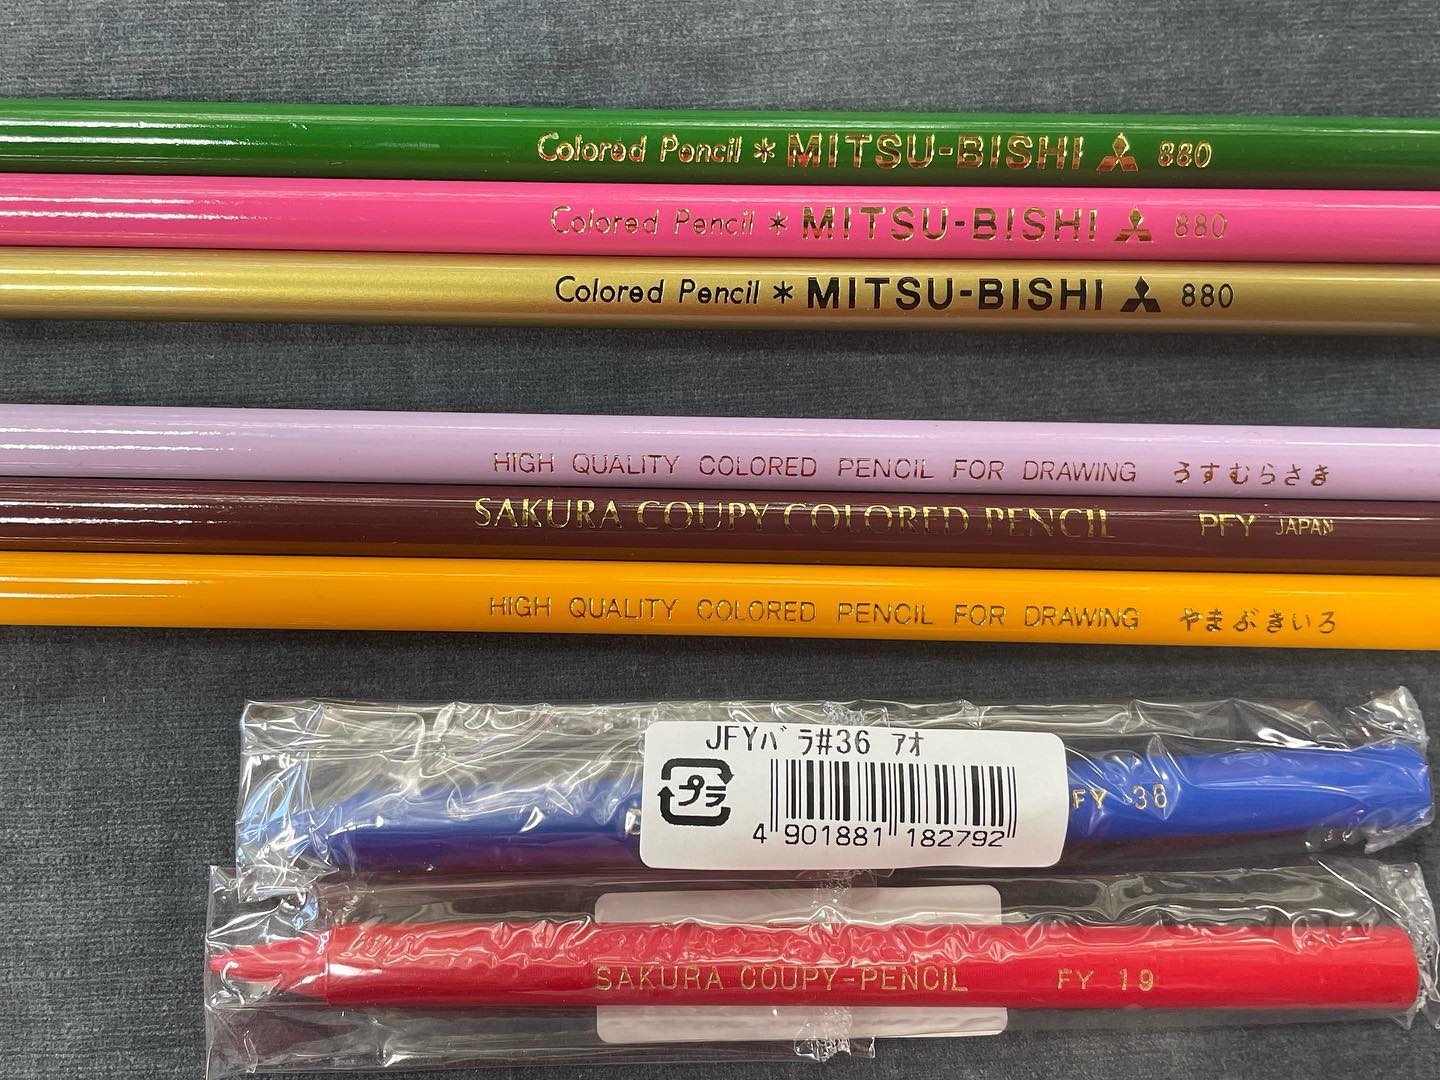 Colored Pencil * MITSU-BISHI 880
Colored Pencil * MITSU-BISHI 880
Colored Pencil * MITSU-BISHI 880
HIGH QUALITY COLORED PENCIL FOR DRAWING うすむらさき
SAKURA COUPY COLORED PENCIL PFY JAPAN
HIGH QUALITY COLORED PENCIL FOR DRAWING やまぶきいろ
JFYバラ#36 アオ
プラ
4 901881 182792
FY 36
SAKURA COUPY-PENCIL FY 19